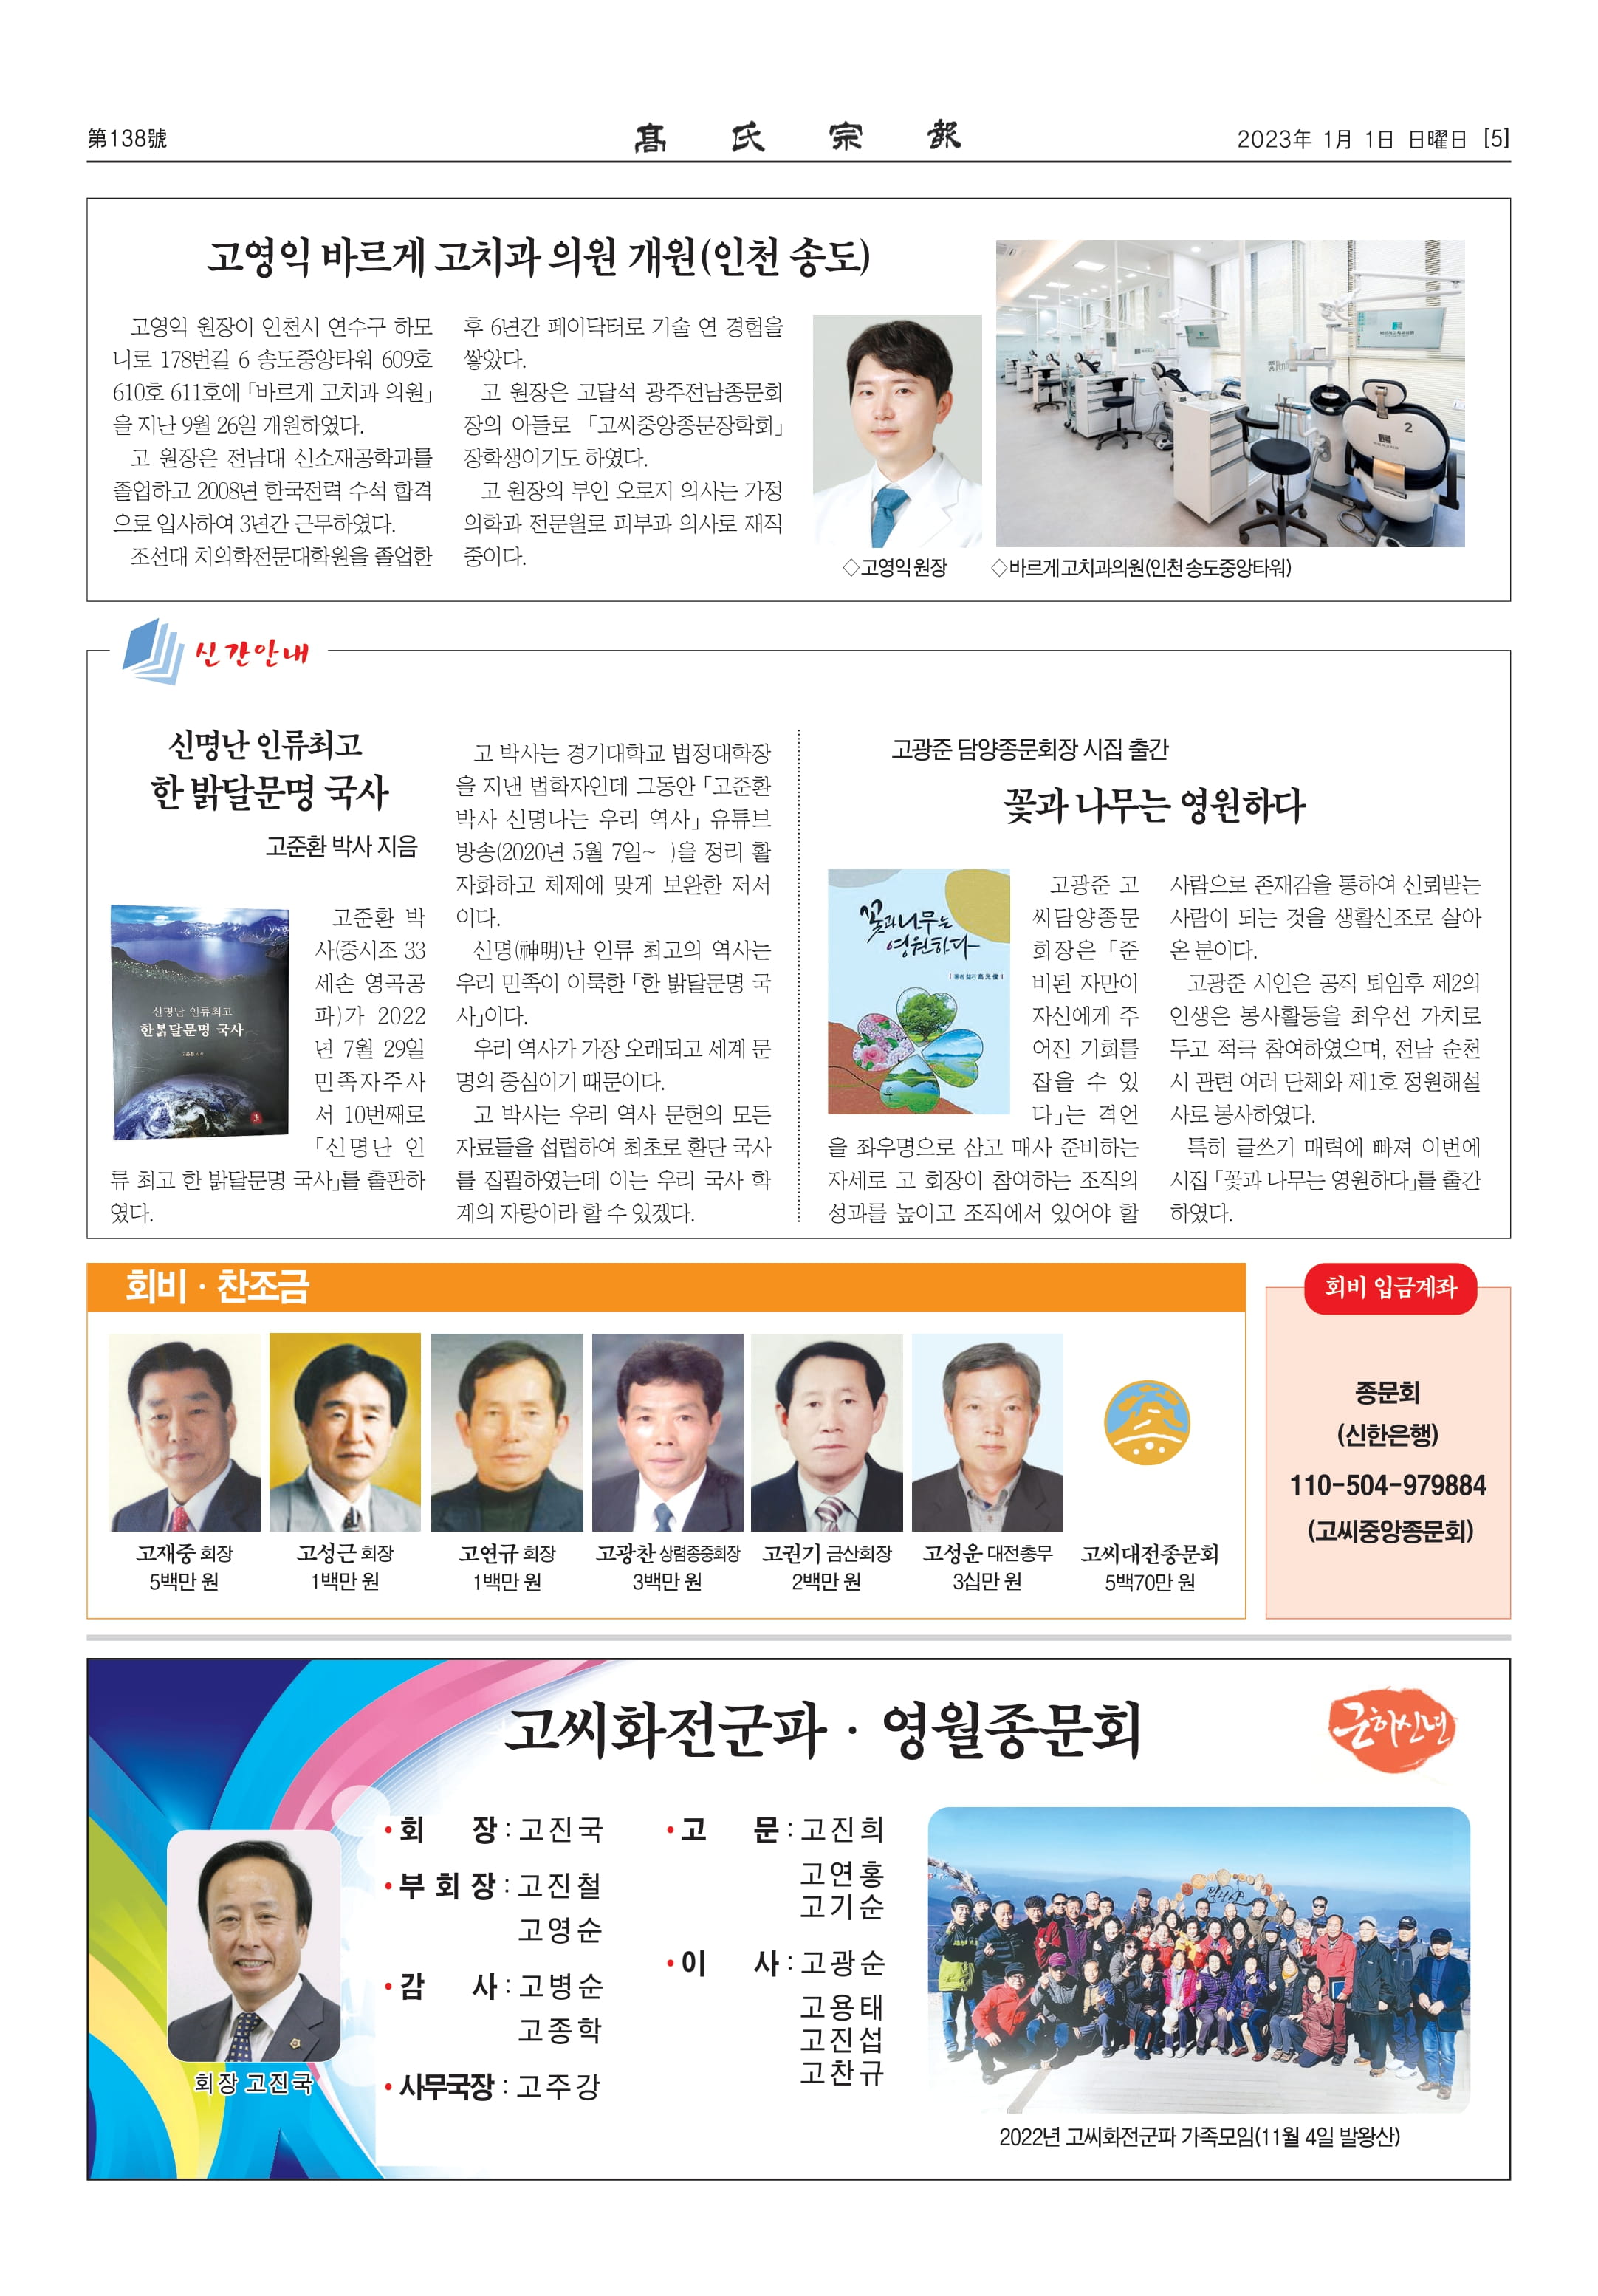 第138號
高氏宗報
2023年 1月 1日 日曜日 [5]
고영익 바르게 고치과 의원 개원(인천 송도)
고영익 원장이 인천시 연수구 하모
니로 178번길 6 송도중앙타워 609호
610호 611호에 「바르게 고치과 의원」
을 지난 9월 26일 개원하였다.
고 원장은 전남대 신소재공학과를
졸업하고 2008년 한국전력 수석 합격
으로 입사하여 3년간 근무하였다.
조선대 치의학전문대학원을 졸업한
후 6년간 페이닥터로 기술 연 경험을
쌓았다.
고 원장은 고달석 광주전남종문회
장의 아들로 「고씨중앙종문장학회」
장학생이기도 하였다.
고 원장의 부인 오로지 의사는 가정
의학과 전문읠로 피부과 의사로 재직
중이다.
◇고영익 원장
◇바르게고치과의원(인천 송도중앙타워)
신간안내
신명난 인류최고
한 밝달문명 국사
고준환 박사 지음
신명난 인류최고
한붉달문명 국사
고준환 박
사(중시조 33
세손 영곡공
파)가 2022
년 7월 29일
민족자주사
서 10번째로
「신명난 인
류 최고 한 밝달문명 국사」를 출판하
였다.
고 박사는 경기대학교 법정대학장
을 지낸 법학자인데 그동안 「고준환
박사 신명나는 우리 역사」 유튜브
방송(2020년 5월 7일~ )을 정리 활
자화하고 체제에 맞게 보완한 저서
이다.
신명(神明)난 인류 최고의 역사는
우리 민족이 이룩한 「한 밝달문명 국
사」이다.
우리 역사가 가장 오래되고 세계 문
명의 중심이기 때문이다.
고 박사는 우리 역사 문헌의 모든
자료들을 섭렵하여 최초로 환단 국사
를 집필하였는데 이는 우리 국사 학
계의 자랑이라 할 수 있겠다.
고광준 담양종문회장 시집 출간
꽃과 나무는 영원하다
꽃과 나무는
영원하다
고광준 고
씨담양종문
회장은 「준
비된 자만이
자신에게 주
어진 기회를
잡을 수 있
다」는 격언
을 좌우명으로 삼고 매사 준비하는
자세로 고 회장이 참여하는 조직의
성과를 높이고 조직에서 있어야 할
사람으로 존재감을 통하여 신뢰받는
사람이 되는 것을 생활신조로 살아
온 분이다.
고광준 시인은 공직 퇴임후 제2의
인생은 봉사활동을 최우선 가치로
두고 적극 참여하였으며, 전남 순천
시 관련 여러 단체와 제1호 정원해설
사로 봉사하였다.
특히 글쓰기 매력에 빠져 이번에
시집 「꽃과 나무는 영원하다」를 출간
하였다.
회비 · 찬조금
고재중 회장
5백만 원
고성근 회장
1백만 원
고연규 회장
1백만 원
고광찬 상렴종중회장
3백만 원
고권기 금산회장
2백만 원
고성운 대전총무
3십만 원
고씨대전종문회
5백70만 원
회비 입금계좌
종문회
(신한은행)
110-504-979884
(고씨중앙종문회)
고씨화전군파 · 영월종문회
근하신년
회장 고진국
• 회 장 : 고진국
• 부 회 장 : 고진철
고영순
• 감 사 : 고병순
고종학
• 사무국장 : 고주강
• 고 문 : 고진희
고연홍
고기순
• 이 사 : 고광순
고용태
고진섭
고찬규
2022년 고씨화전군파 가족모임(11월 4일 발왕산)